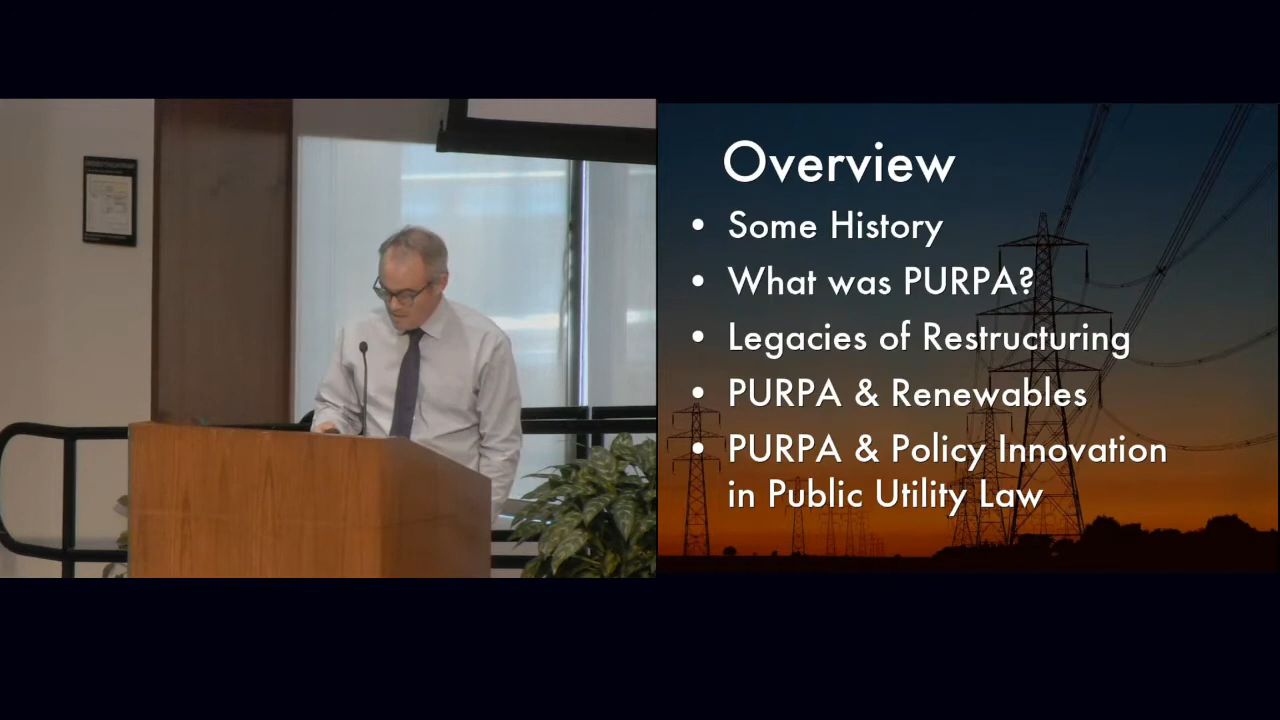 Overview
• Some History
• What was PURPA?
• Legacies of Restructuring
• PURPA & Renewables
• PURPA & Policy Innovation
in Public Utility Law